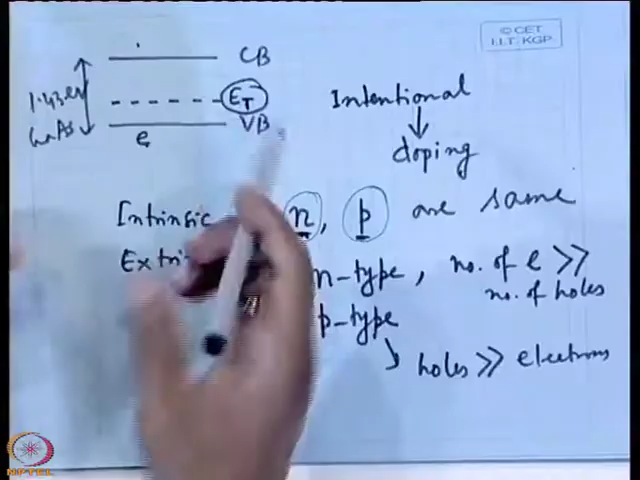 © CET
I.I.T. KGP
CB
1.43ev
GaAs
ET
VB
e
Intentional
doping
Intrinsic n, p are same
n-type, no. of e >>
no. of holes
p-type
holes >> electrons
NPTEL